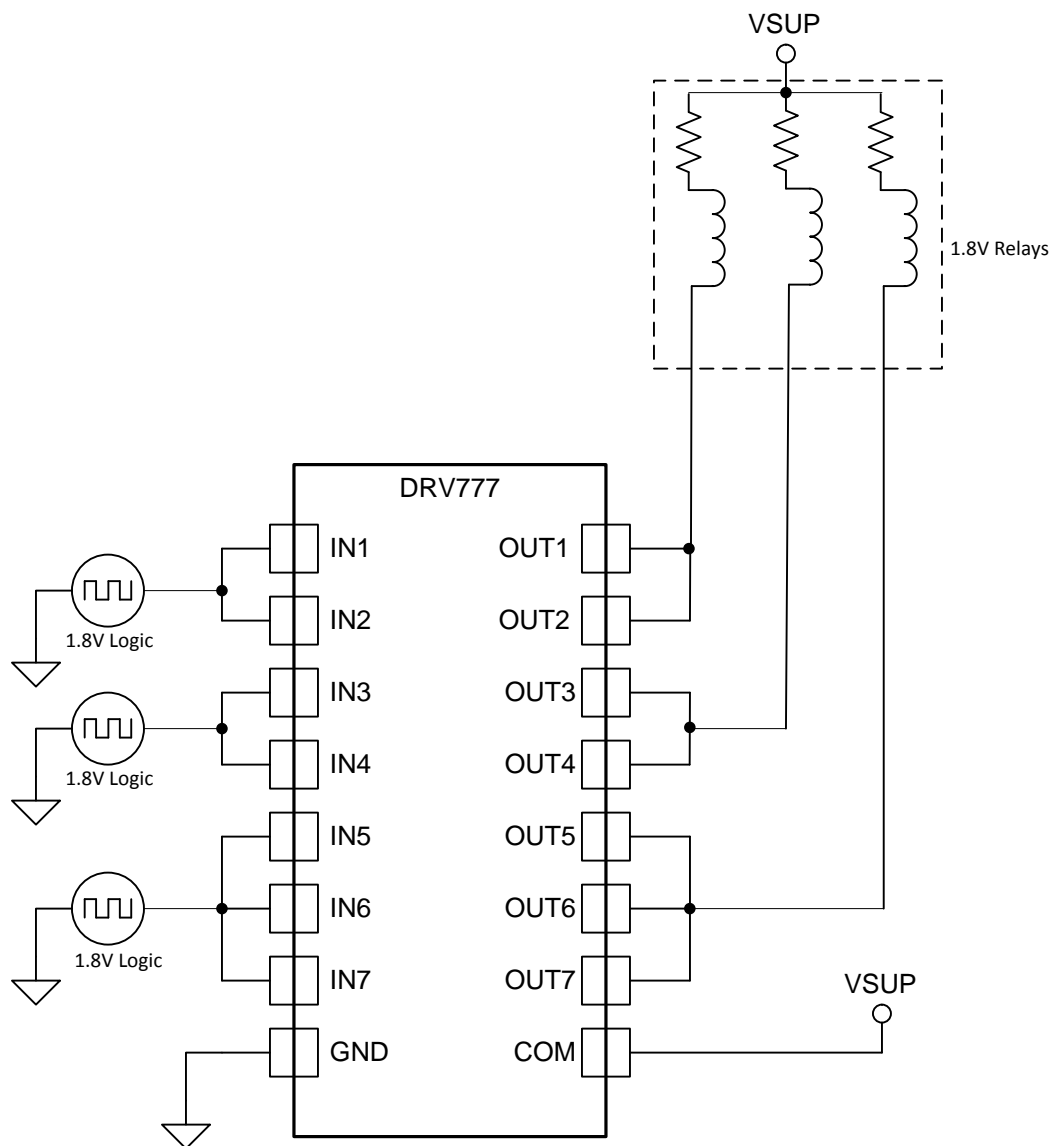 VSUP
1.8V Relays
DRV777
IN1
OUT1
IN2
OUT2
1.8V Logic
IN3
OUT3
IN4
OUT4
1.8V Logic
IN5
OUT5
IN6
OUT6
1.8V Logic
IN7
OUT7
VSUP
GND
COM